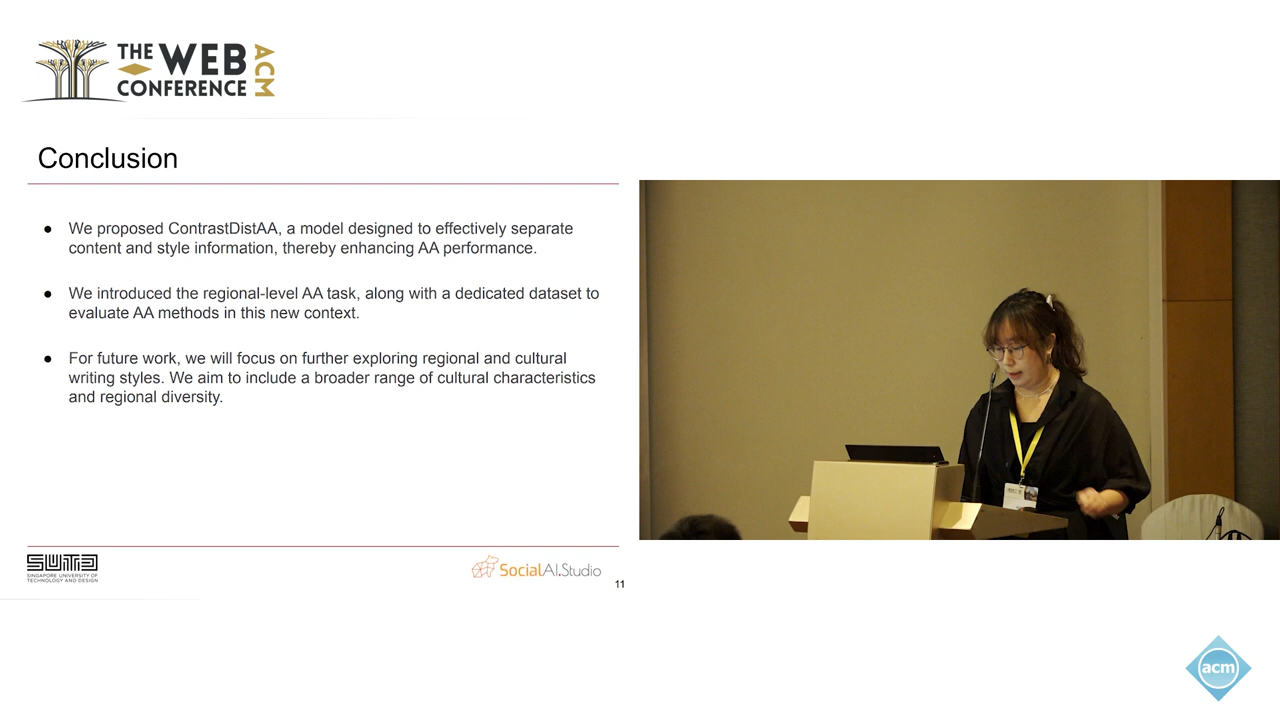 THE WEB
CONFERENCE
ACM
Conclusion
● We proposed ContrastDistAA, a model designed to effectively separate
content and style information, thereby enhancing AA performance.
● We introduced the regional-level AA task, along with a dedicated dataset to
evaluate AA methods in this new context.
● For future work, we will focus on further exploring regional and cultural
writing styles. We aim to include a broader range of cultural characteristics
and regional diversity.
SUTD
SINGAPORE UNIVERSITY OF
TECHNOLOGY AND DESIGN
SocialAI.Studio
11
acm